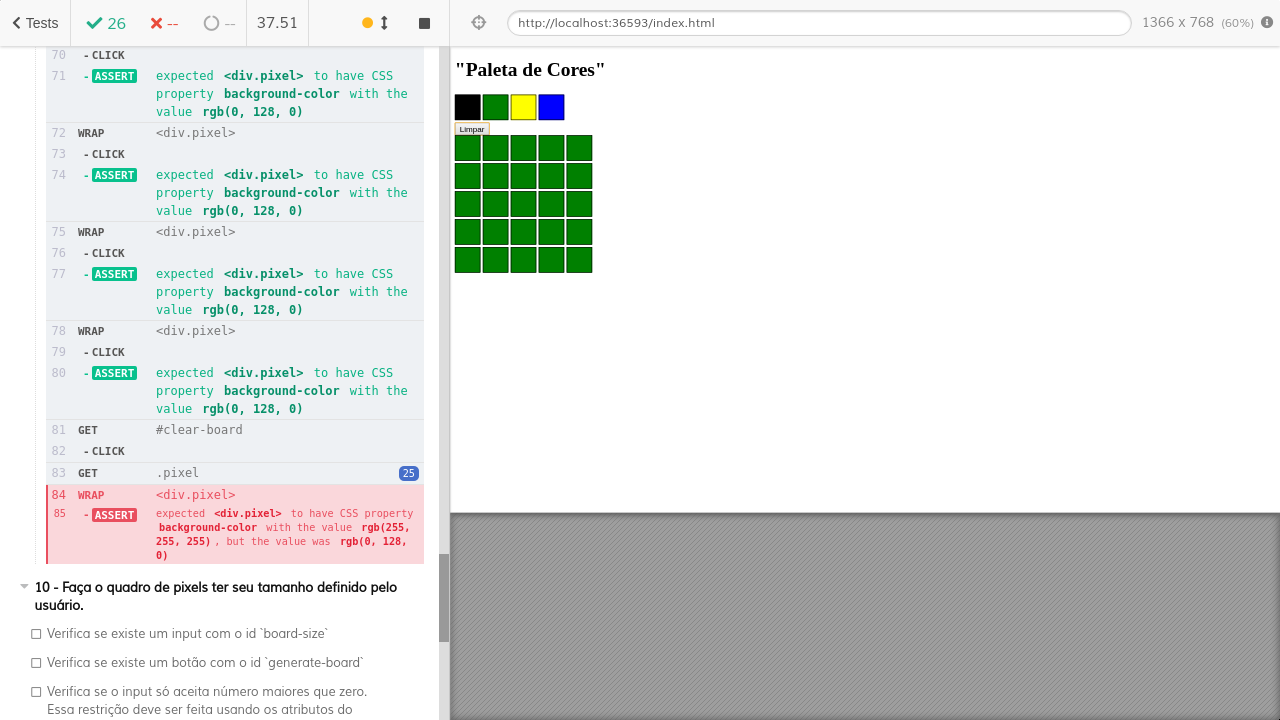 Tests
26
--
--
37.51
http://localhost:36593/index.html
1366 x 768 (60%)
70 - CLICK
71 - ASSERT expected <div.pixel> to have CSS
property background-color with the
value rgb(0, 128, 0)
72 WRAP <div.pixel>
73 - CLICK
74 - ASSERT expected <div.pixel> to have CSS
property background-color with the
value rgb(0, 128, 0)
75 WRAP <div.pixel>
76 - CLICK
77 - ASSERT expected <div.pixel> to have CSS
property background-color with the
value rgb(0, 128, 0)
78 WRAP <div.pixel>
79 - CLICK
80 - ASSERT expected <div.pixel> to have CSS
property background-color with the
value rgb(0, 128, 0)
81 GET #clear-board
82 - CLICK
83 GET .pixel 25
84 WRAP <div.pixel>
85 - ASSERT expected <div.pixel> to have CSS property
background-color with the value rgb(255,
255, 255) , but the value was rgb(0, 128,
0)
10 - Faça o quadro de pixels ter seu tamanho definido pelo
usuário.
Verifica se existe um input com o id `board-size`
Verifica se existe um botão com o id `generate-board`
Verifica se o input só aceita número maiores que zero.
Essa restrição deve ser feita usando os atributos do
"Paleta de Cores"
Limpar